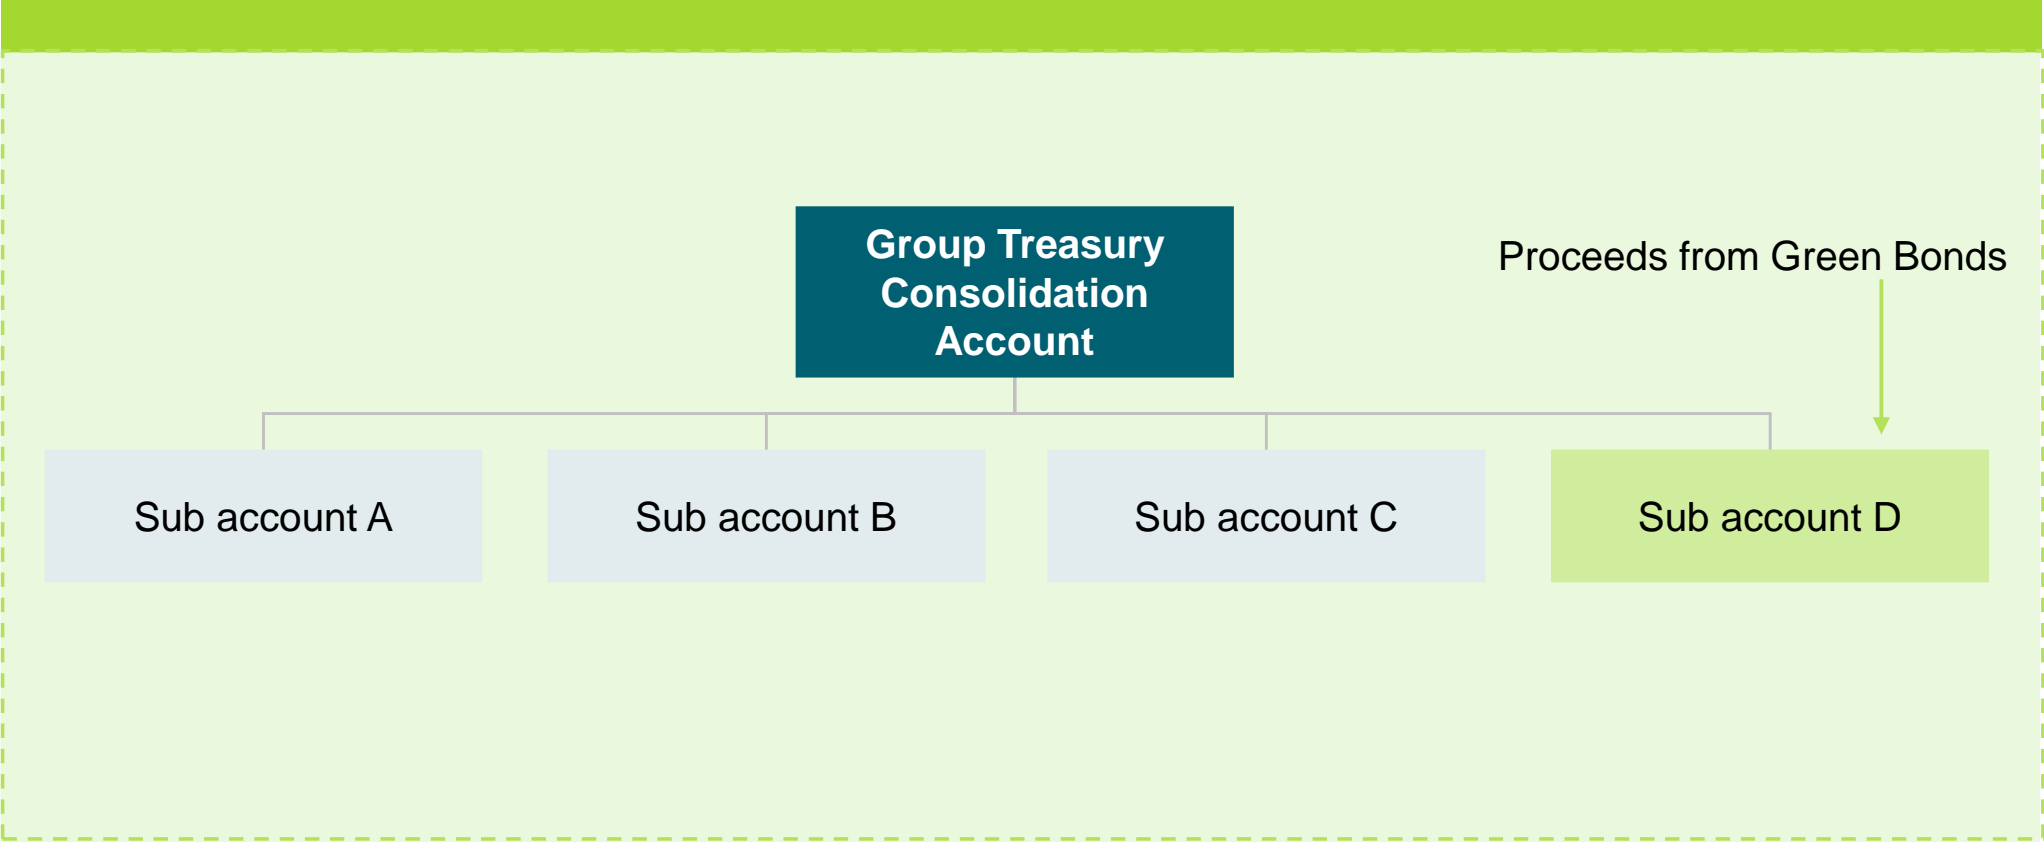 Group Treasury
Consolidation
Account
Proceeds from Green Bonds
Sub account A
Sub account B
Sub account C
Sub account D